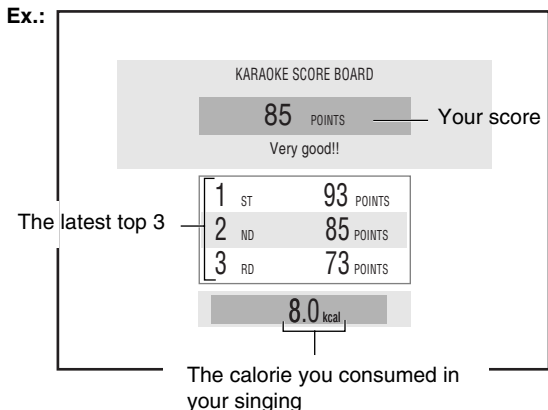 Ex.:
KARAOKE SCORE BOARD
85 POINTS
Your score
Very good!!
The latest top 3
1 ST 93 POINTS
2 ND 85 POINTS
3 RD 73 POINTS
8.0 kcal
The calorie you consumed in
your singing